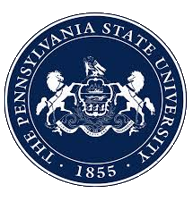 THE PENNSYLVANIA STATE UNIVERSITY
· 1855 ·